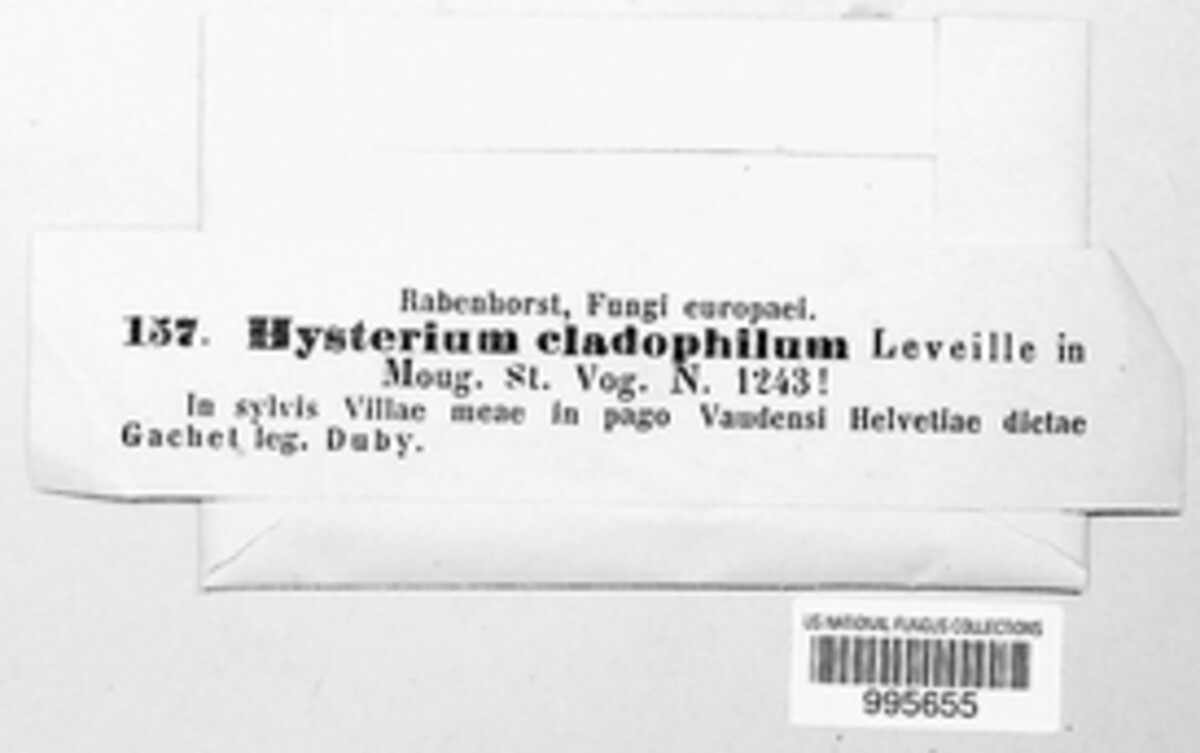 Rabenhorst, Fungi europaei.
157. Hysterium cladophilum Leveille in
Moug. St. Vog. N. 1243!
In sylvis Villae meae in pago Vaudensi Helvetiae dictae
Gachet leg. Duby.
US NATIONAL FUNGUS COLLECTIONS
995655